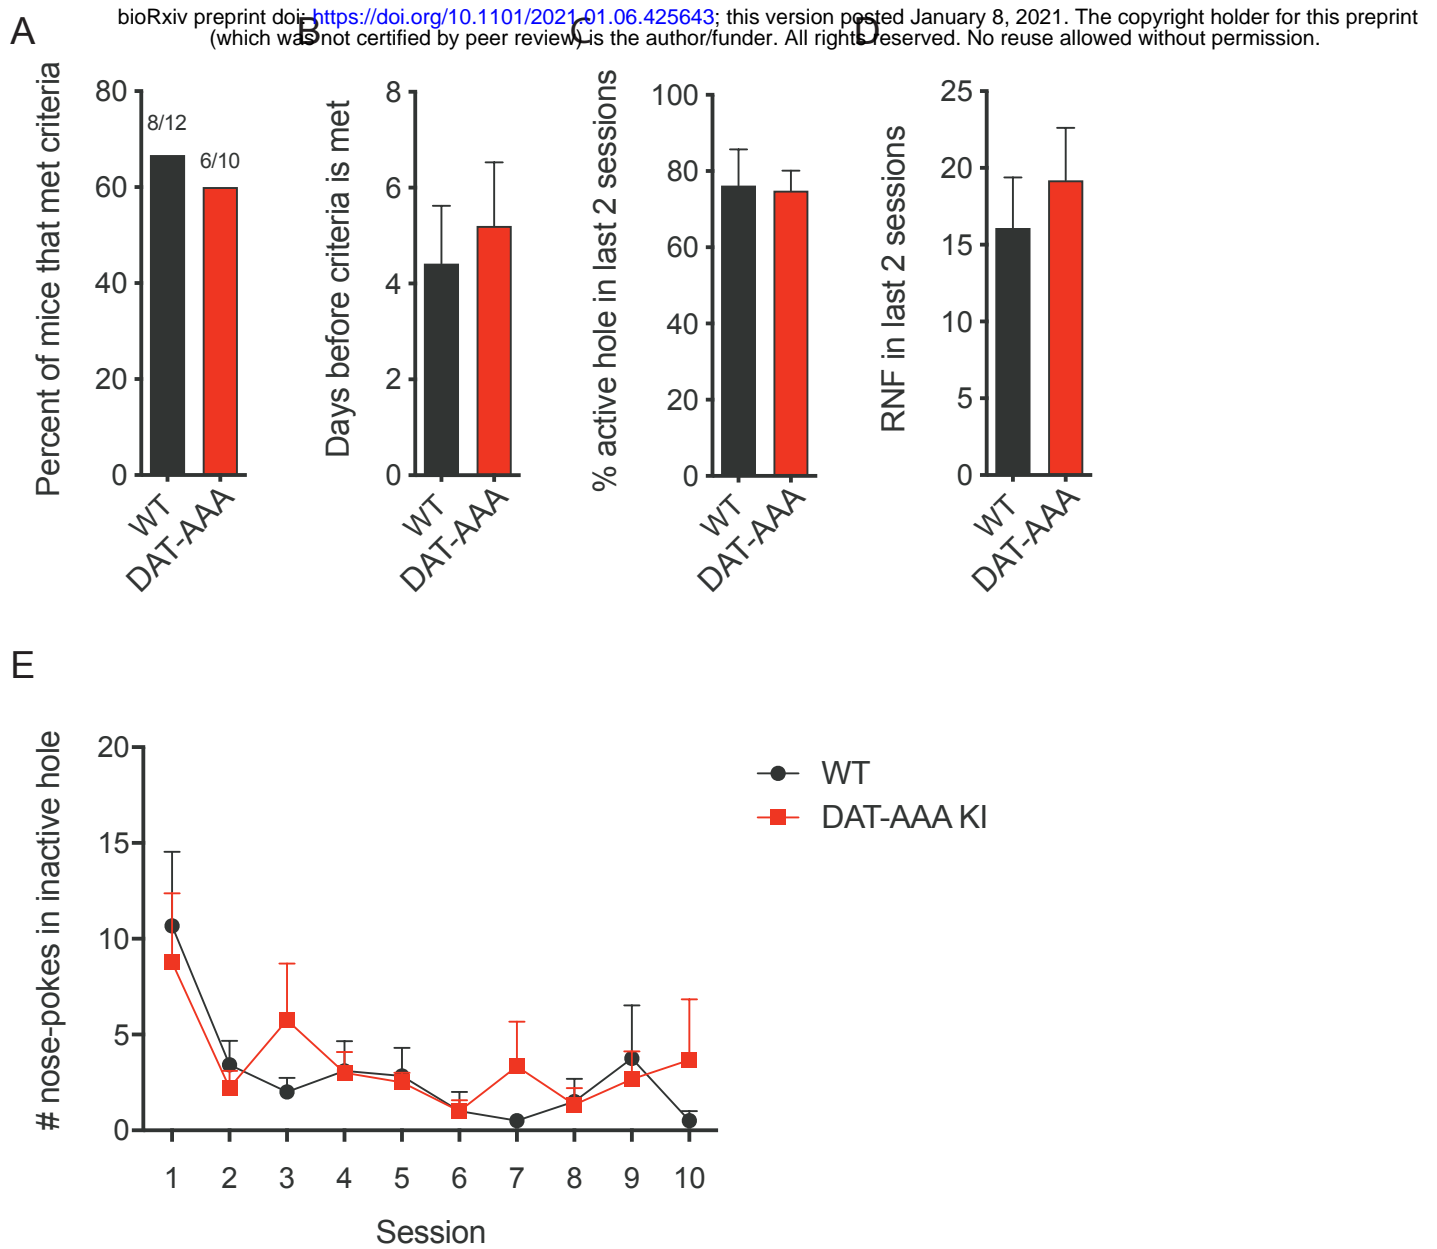 bioRxiv preprint doi: https://doi.org/10.1101/2021.01.06.425643; this version posted January 8, 2021. The copyright holder for this preprint
(which was not certified by peer review) is the author/funder. All rights reserved. No reuse allowed without permission.
A
B
C
D
Percent of mice that met criteria
80
60
40
20
0
8/12
6/10
WT
DAT-AAA
Days before criteria is met
8
6
4
2
0
WT
DAT-AAA
% active hole in last 2 sessions
100
80
60
40
20
0
WT
DAT-AAA
RNF in last 2 sessions
25
20
15
10
5
0
WT
DAT-AAA
E
# nose-pokes in inactive hole
20
15
10
5
0
1 2 3 4 5 6 7 8 9 10
Session
WT
DAT-AAA KI